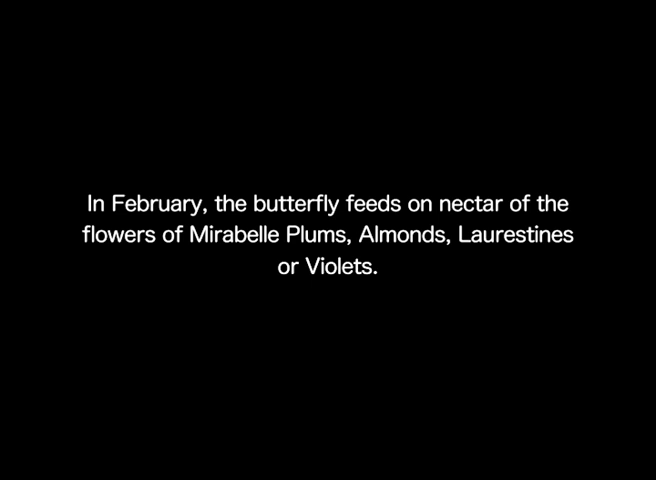 In February, the butterfly feeds on nectar of the
flowers of Mirabelle Plums, Almonds, Laurestines
or Violets.